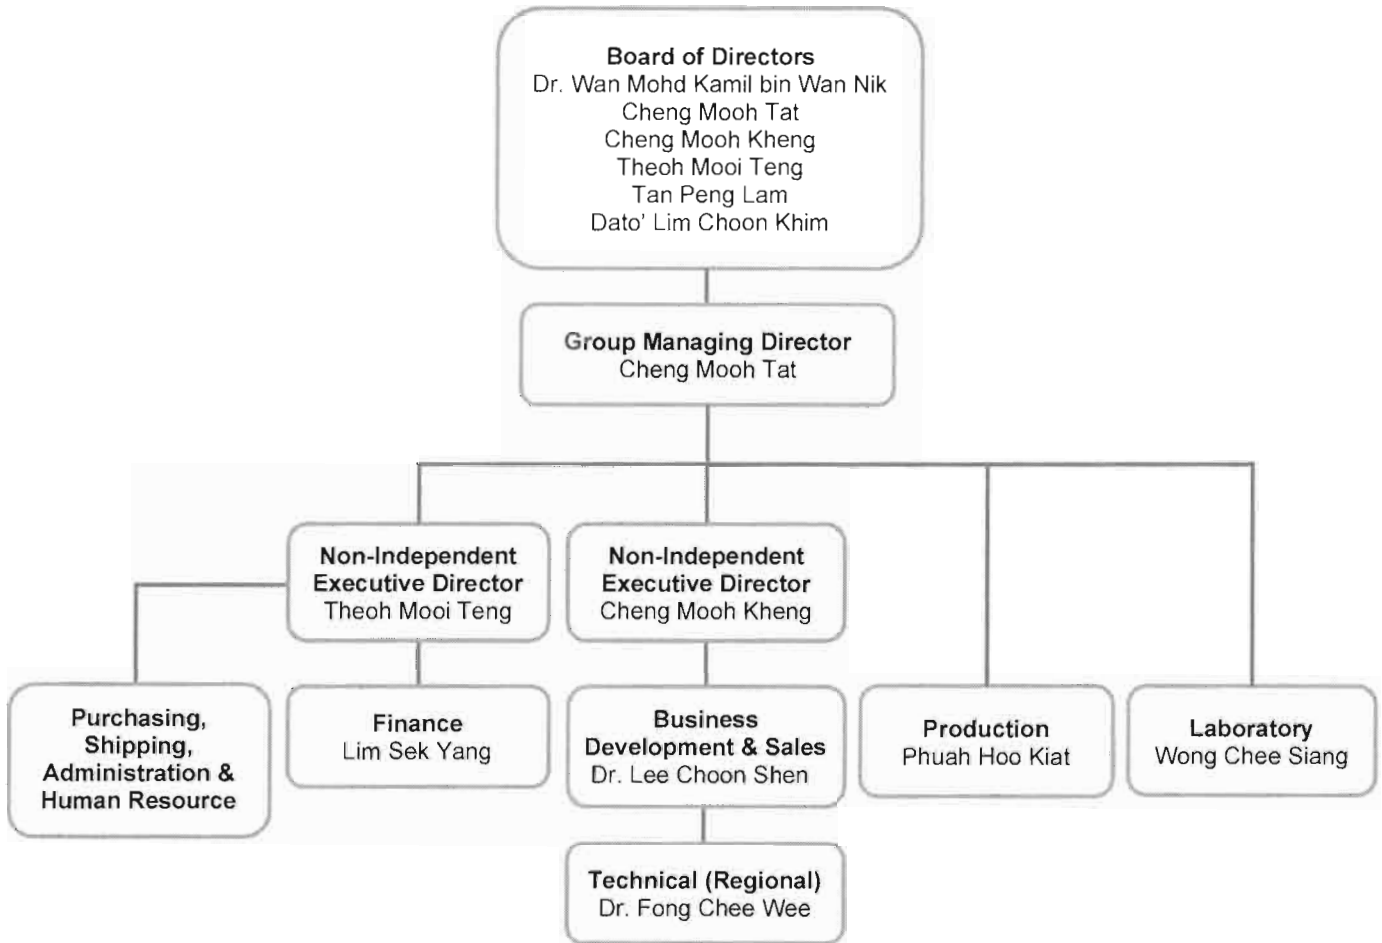 Board of Directors
Dr. Wan Mohd Kamil bin Wan Nik
Cheng Mooh Tat
Cheng Mooh Kheng
Theoh Mooi Teng
Tan Peng Lam
Dato' Lim Choon Khim
Group Managing Director
Cheng Mooh Tat
Non-Independent
Executive Director
Theoh Mooi Teng
Non-Independent
Executive Director
Cheng Mooh Kheng
Purchasing,
Shipping,
Administration &
Human Resource
Finance
Lim Sek Yang
Business
Development & Sales
Dr. Lee Choon Shen
Production
Phuah Hoo Kiat
Laboratory
Wong Chee Siang
Technical (Regional)
Dr. Fong Chee Wee